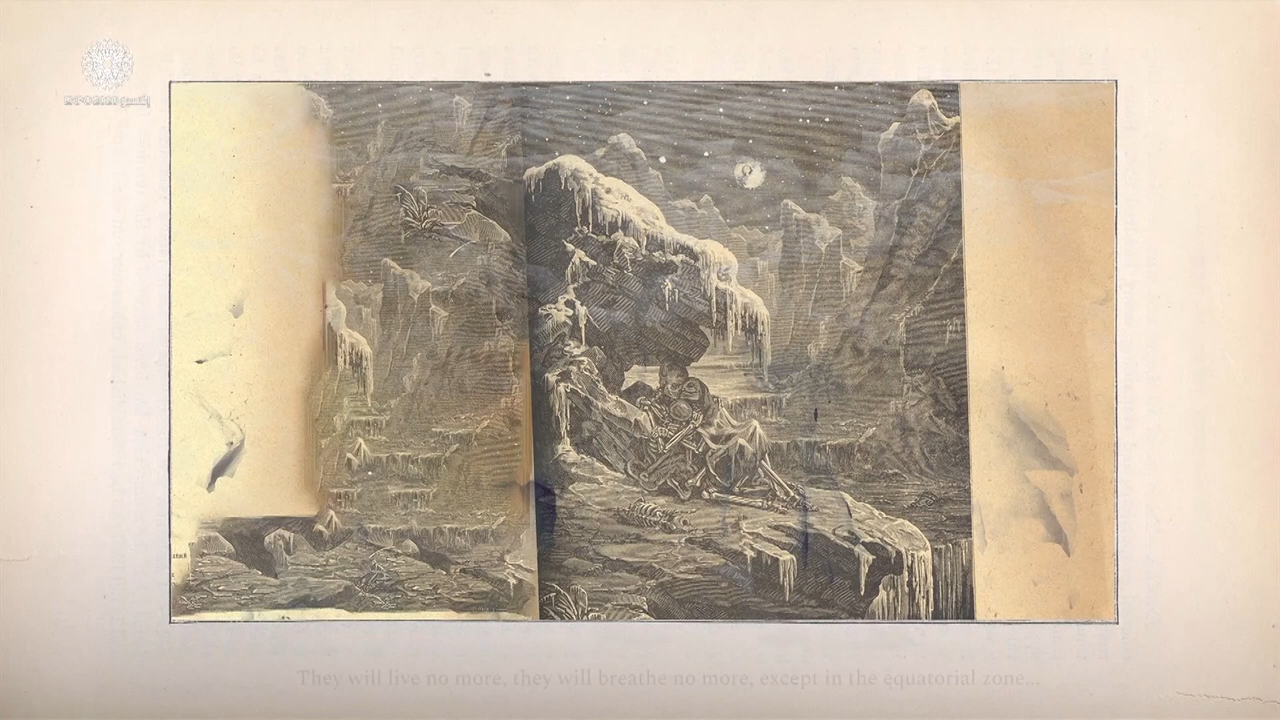 They will live no more, they will breathe no more, except in the equatorial zone...